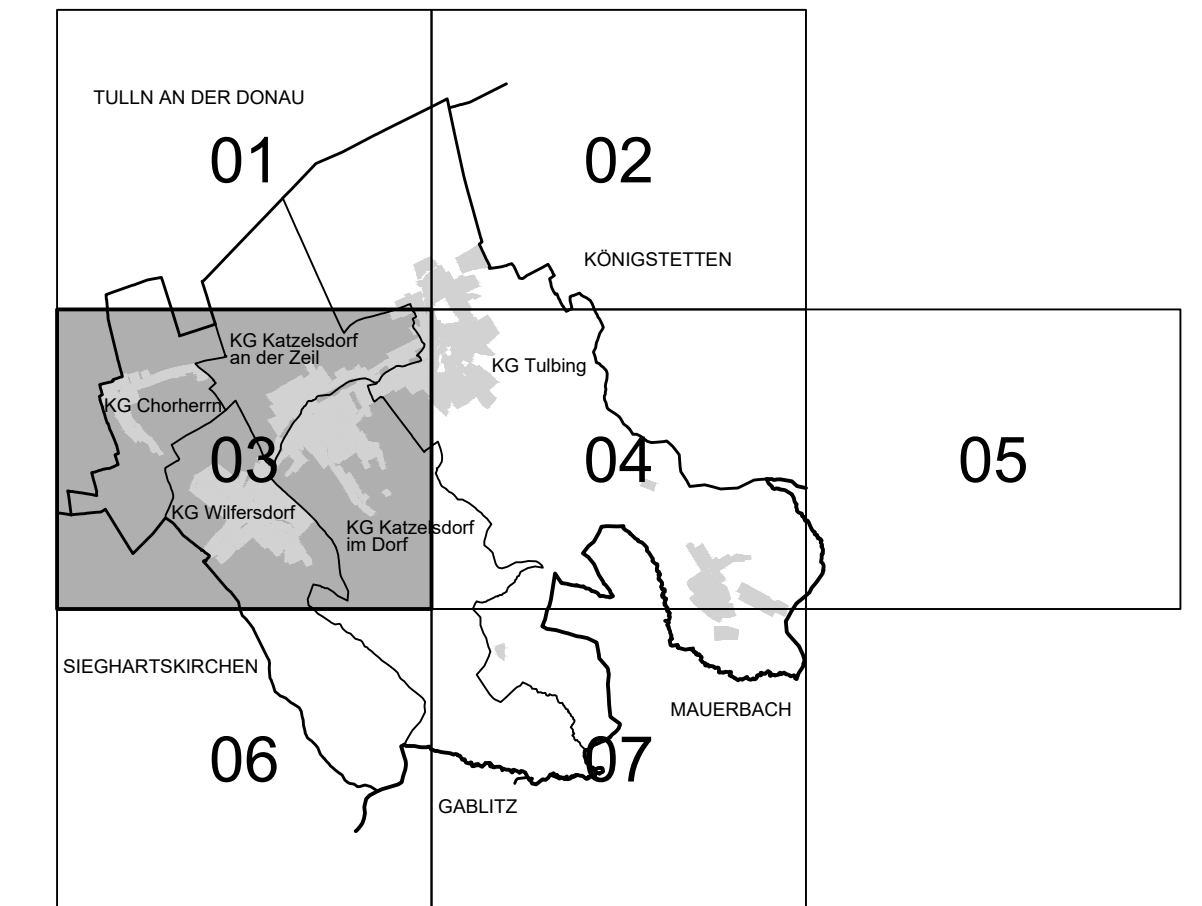 TULLN AN DER DONAU
01
02
KÖNIGSTETTEN
KG Katzelsdorf
an der Zeil
KG Tulbing
KG Chorherrn
03
04
05
KG Wilfersdorf
KG Katzelsdorf
im Dorf
SIEGHARTSKIRCHEN
MAUERBACH
06
07
GABLITZ